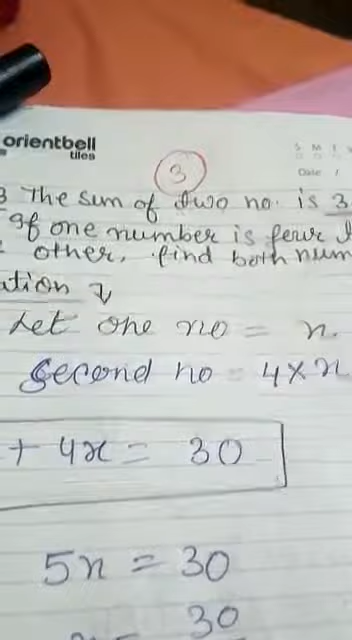 orientbell
tiles
S M T
Date /
3
3 The sum of two no. is 3
If one number is four
other, find both num
ation
Let one no = x
Second no = 4 × x
+ 4x = 30
5x = 30
30